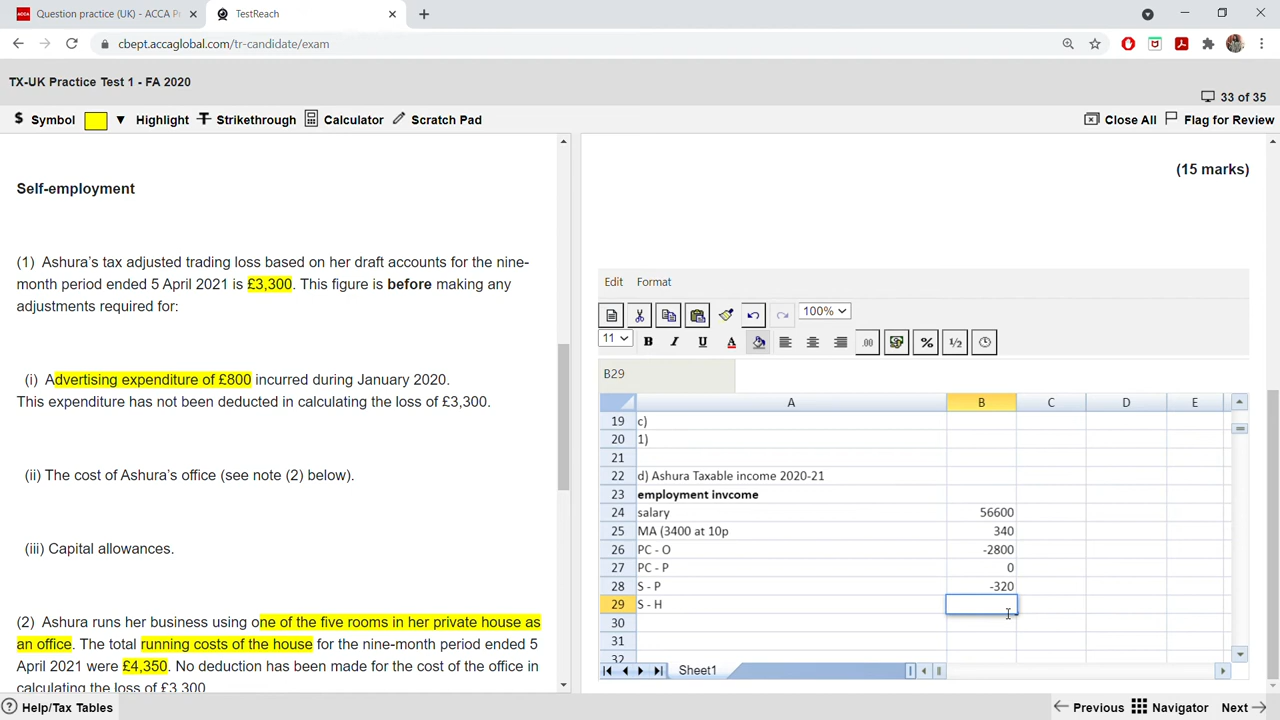 Question practice (UK) - ACCA P
TestReach
cbept.accaglobal.com/tr-candidate/exam
TX-UK Practice Test 1 - FA 2020
33 of 35
$ Symbol
Highlight
Strikethrough
Calculator
Scratch Pad
Close All
Flag for Review
Self-employment
(1) Ashura's tax adjusted trading loss based on her draft accounts for the nine-
month period ended 5 April 2021 is £3,300. This figure is before making any
adjustments required for:
(i) Advertising expenditure of £800 incurred during January 2020.
This expenditure has not been deducted in calculating the loss of £3,300.
(ii) The cost of Ashura's office (see note (2) below).
(iii) Capital allowances.
(2) Ashura runs her business using one of the five rooms in her private house as
an office. The total running costs of the house for the nine-month period ended 5
April 2021 were £4,350. No deduction has been made for the cost of the office in
calculating the loss of £3,300
(15 marks)
Edit Format
100%
11 B I U A .00 % 1/2
B29
A B C D E
19 c)
20 1)
21
22 d) Ashura Taxable income 2020-21
23 employment invcome
24 salary 56600
25 MA (3400 at 10p 340
26 PC - O -2800
27 PC - P 0
28 S - P -320
29 S - H
30
31
32
Sheet1
Help/Tax Tables
Previous
Navigator
Next